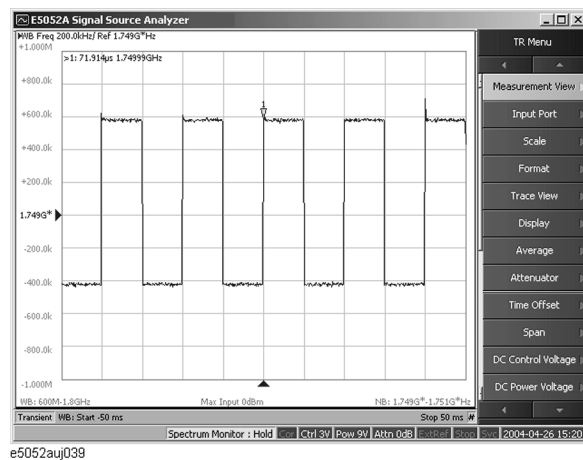 E5052A Signal Source Analyzer
▶WB Freq 200.0kHz/ Ref 1.749G*Hz
+1.000M
>1: 71.914µs 1.74999GHz
+800.0k
+600.0k
+400.0k
+200.0k
1.749G*
-200.0k
-400.0k
-600.0k
-800.0k
-1.000M
1
WB: 600M-1.8GHz
Max Input 0dBm
NB: 1.749G*-1.751G*Hz
Transient WB: Start -50 ms
Stop 50 ms #
TR Menu
Measurement View
Input Port
Scale
Format
Trace View
Display
Average
Attenuator
Time Offset
Span
DC Control Voltage
DC Power Voltage
Spectrum Monitor : Hold Cor Ctrl 3V Pow 9V Attn 0dB ExtRef Stop Svc 2004-04-26 15:20
e5052auj039